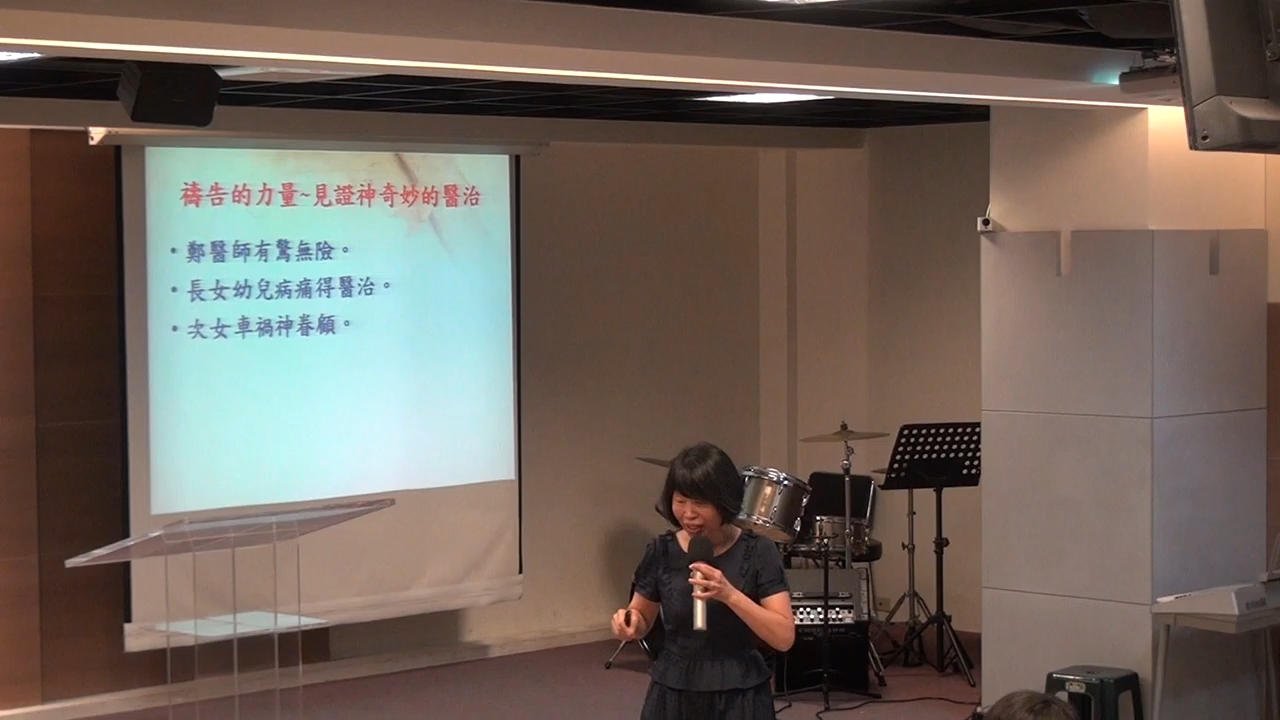 禱告的力量~見證神奇妙的醫治
• 鄭醫師有驚無險。
• 長女幼兒病痛得醫治。
• 次女車禍神眷顧。